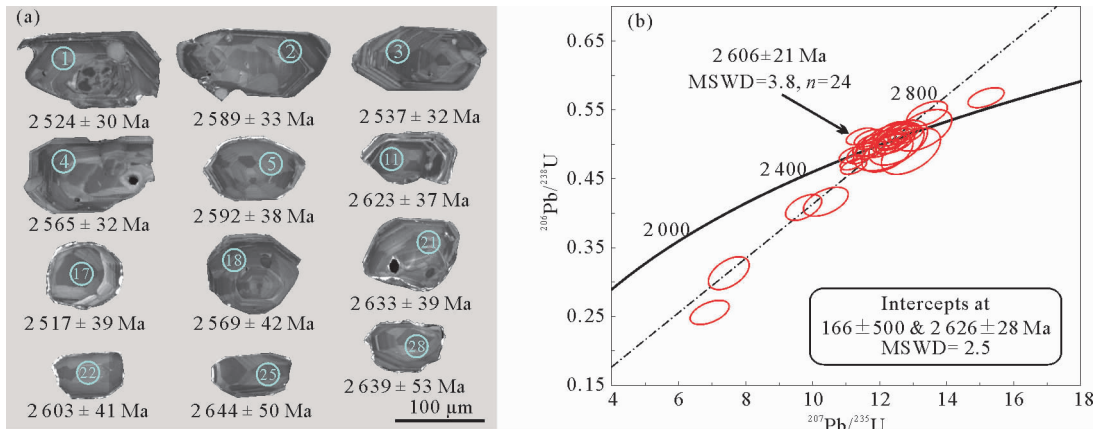 (a)
1
2
3
2 524 ± 30 Ma
2 589 ± 33 Ma
2 537 ± 32 Ma
4
5
11
2 565 ± 32 Ma
2 592 ± 38 Ma
2 623 ± 37 Ma
17
18
21
2 517 ± 39 Ma
2 569 ± 42 Ma
2 633 ± 39 Ma
22
25
28
2 603 ± 41 Ma
2 644 ± 50 Ma
2 639 ± 53 Ma
100 μm
(b)
2 606±21 Ma
MSWD=3.8, n=24
2 800
2 400
2 000
Intercepts at
166±500 & 2 626±28 Ma
MSWD= 2.5
0.65
0.55
0.45
0.35
0.25
0.15
²⁰⁶Pb/²³⁸U
4 6 8 10 12 14 16 18
²⁰⁷Pb/²³⁵U